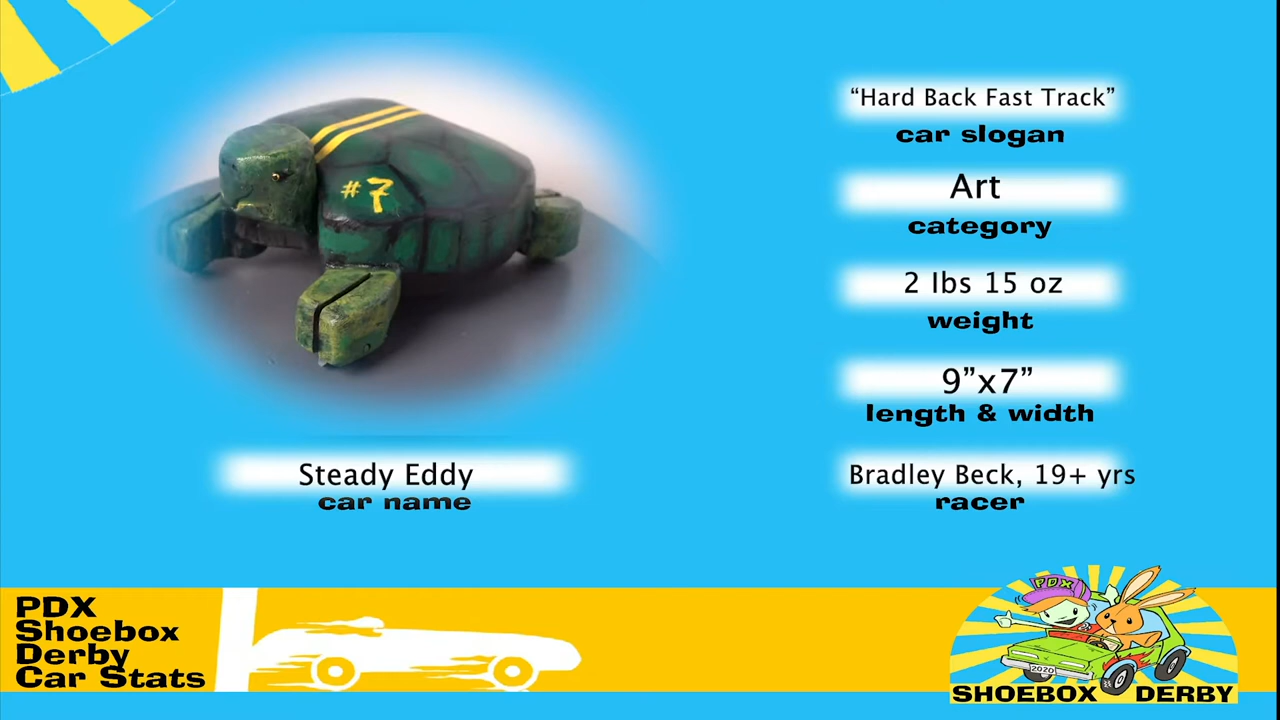 “Hard Back Fast Track”
car slogan
Art
category
2 lbs 15 oz
weight
9”x7”
length & width
Bradley Beck, 19+ yrs
racer
#7
Steady Eddy
car name
PDX
Shoebox
Derby
Car Stats
PDX
2020
SHOEBOX DERBY